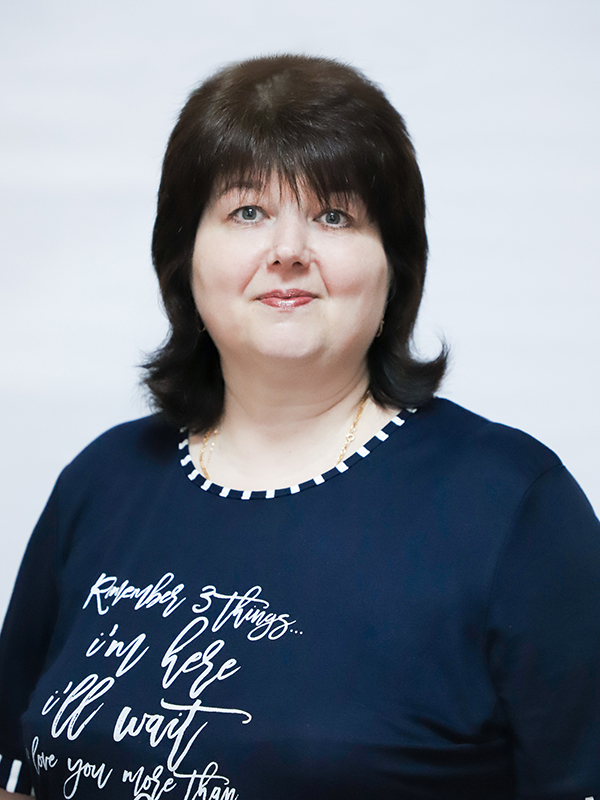 Remember 3 things...
i'm here
i'll wait
love you more than